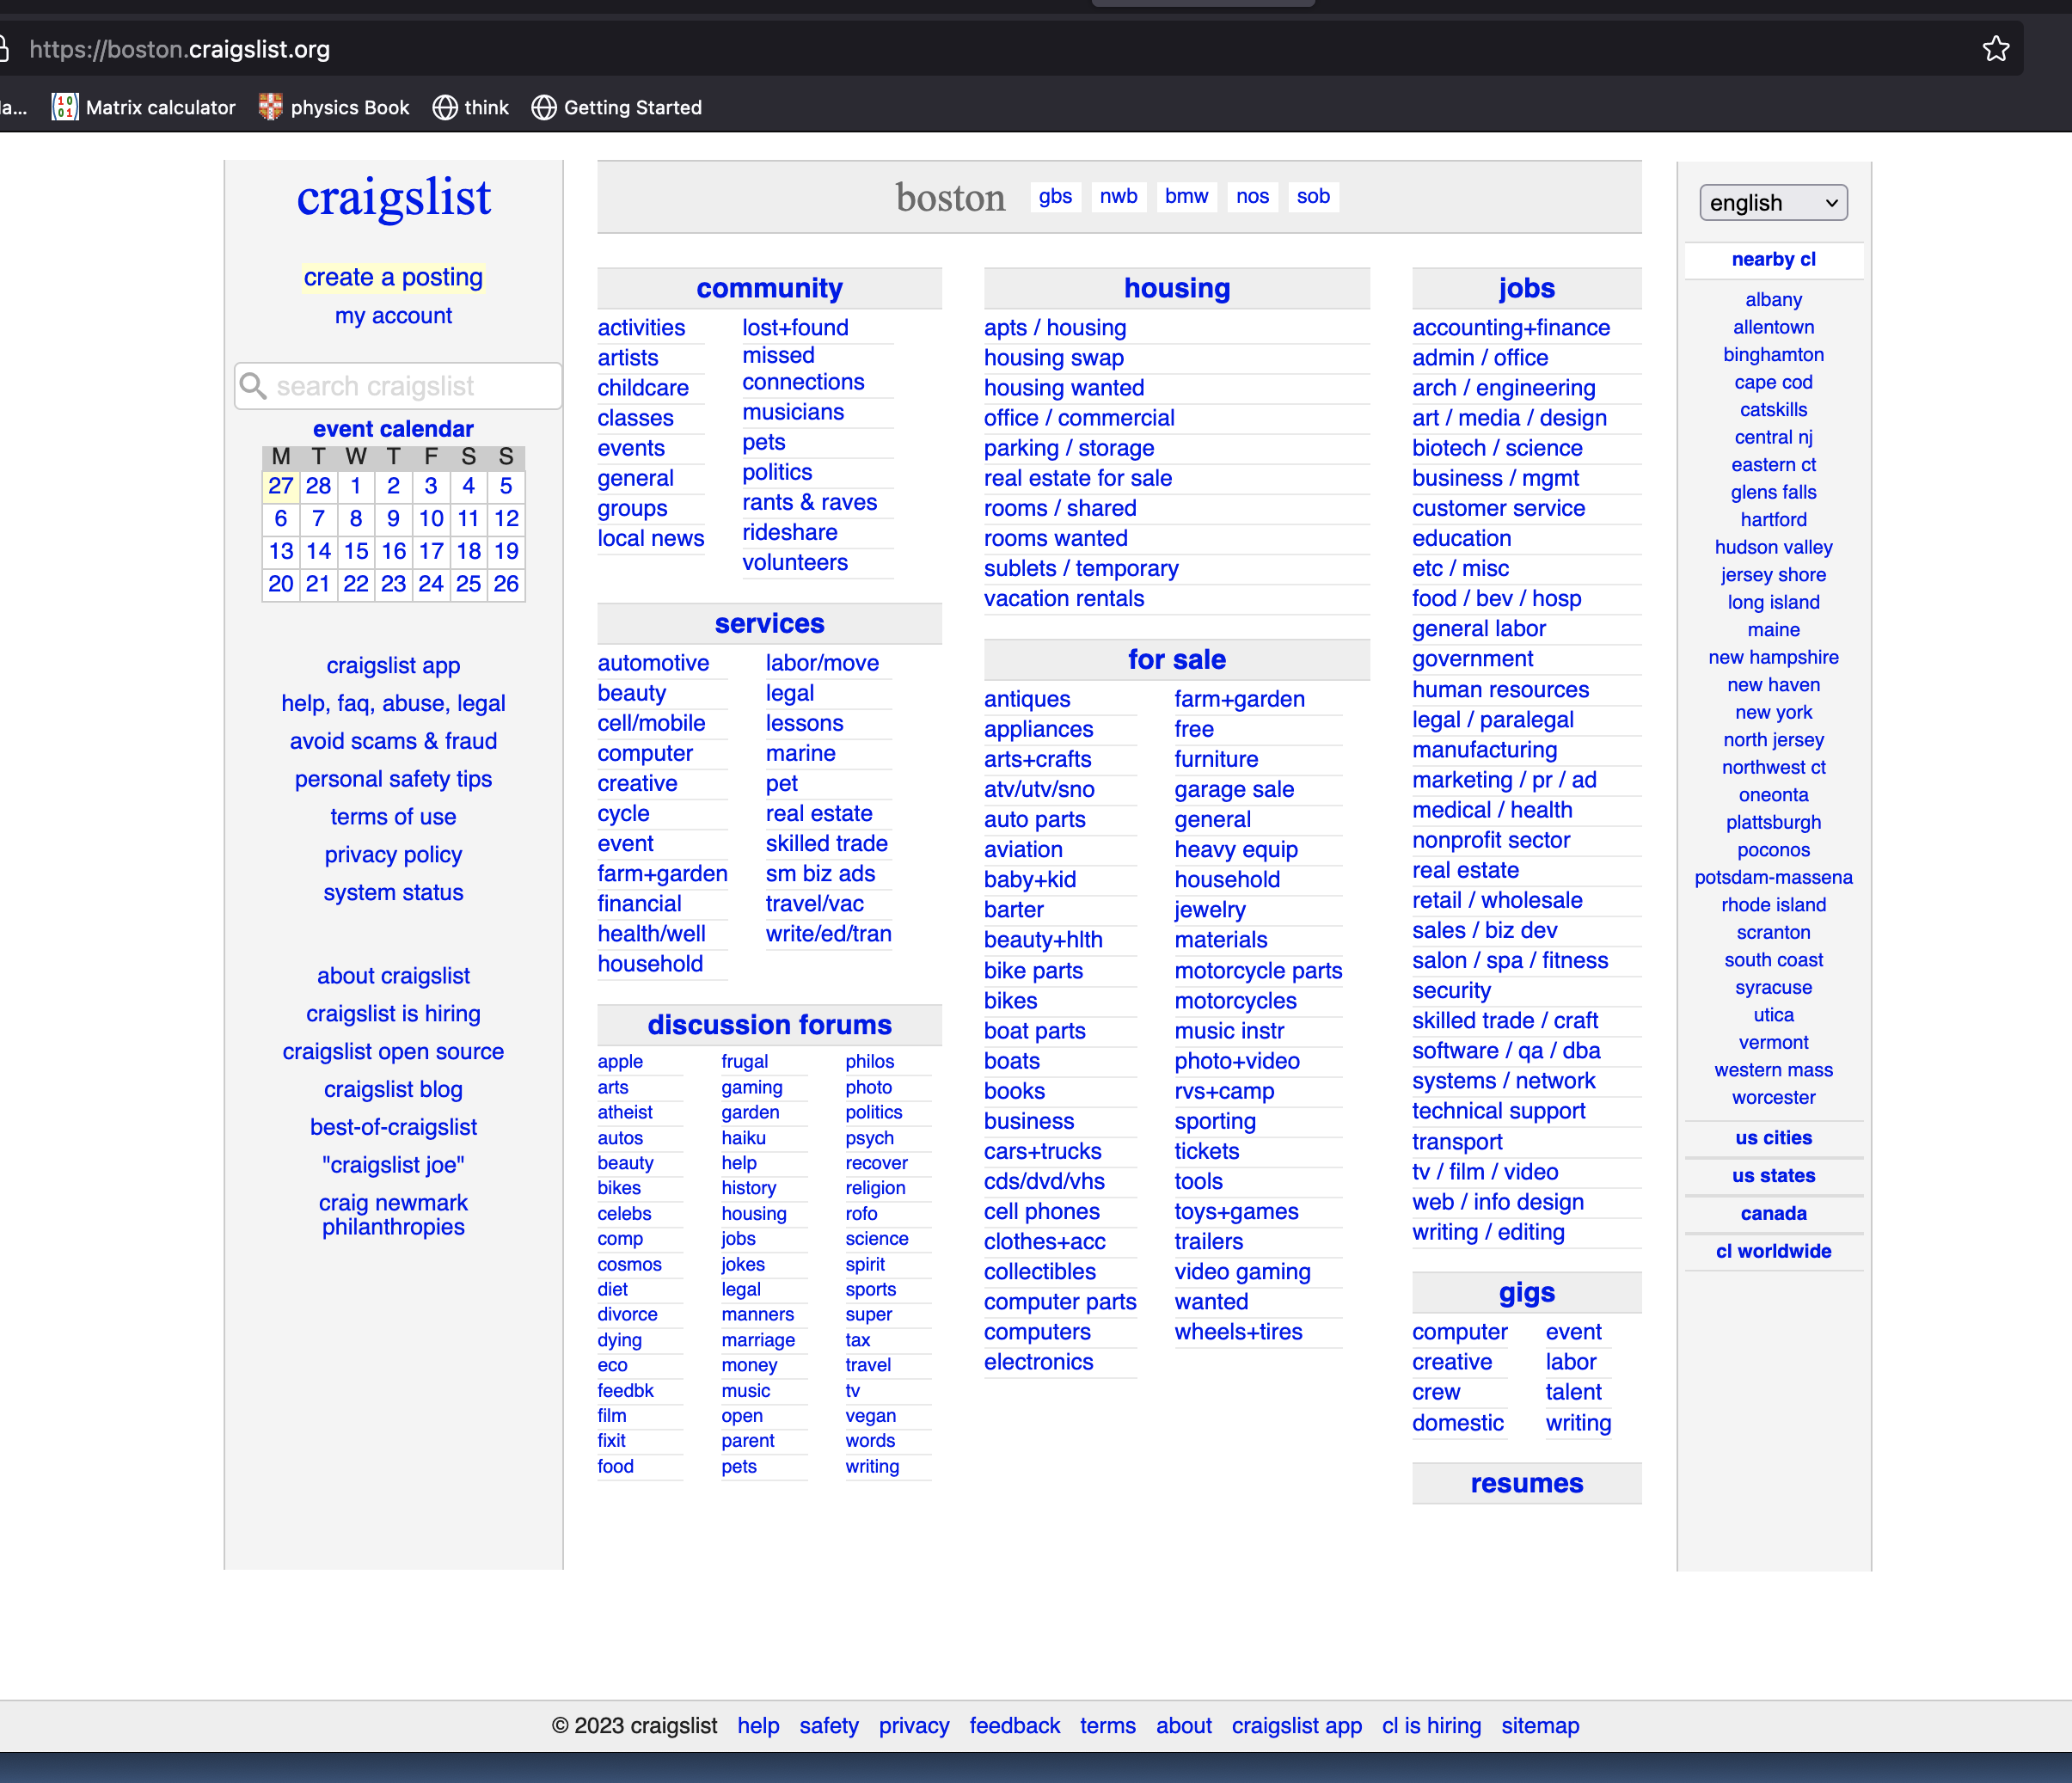 https://boston.craigslist.org
Matrix calculator
physics Book
think
Getting Started
craigslist
create a posting
my account
search craigslist
event calendar
M T W T F S S
27 28 1 2 3 4 5
6 7 8 9 10 11 12
13 14 15 16 17 18 19
20 21 22 23 24 25 26
craigslist app
help, faq, abuse, legal
avoid scams & fraud
personal safety tips
terms of use
privacy policy
system status
about craigslist
craigslist is hiring
craigslist open source
craigslist blog
best-of-craigslist
"craigslist joe"
craig newmark
philanthropies
boston gbs nwb bmw nos sob
community
activities
artists
childcare
classes
events
general
groups
local news
lost+found
missed
connections
musicians
pets
politics
rants & raves
rideshare
volunteers
services
automotive
beauty
cell/mobile
computer
creative
cycle
event
farm+garden
financial
health/well
household
labor/move
legal
lessons
marine
pet
real estate
skilled trade
sm biz ads
travel/vac
write/ed/tran
discussion forums
apple
arts
atheist
autos
beauty
bikes
celebs
comp
cosmos
diet
divorce
dying
eco
feedbk
film
fixit
food
frugal
gaming
garden
haiku
help
history
housing
jobs
jokes
legal
manners
marriage
money
music
open
parent
pets
philos
photo
politics
psych
recover
religion
rofo
science
spirit
sports
super
tax
travel
tv
vegan
words
writing
housing
apts / housing
housing swap
housing wanted
office / commercial
parking / storage
real estate for sale
rooms / shared
rooms wanted
sublets / temporary
vacation rentals
for sale
antiques
appliances
arts+crafts
atv/utv/sno
auto parts
aviation
baby+kid
barter
beauty+hlth
bike parts
bikes
boat parts
boats
books
business
cars+trucks
cds/dvd/vhs
cell phones
clothes+acc
collectibles
computer parts
computers
electronics
farm+garden
free
furniture
garage sale
general
heavy equip
household
jewelry
materials
motorcycle parts
motorcycles
music instr
photo+video
rvs+camp
sporting
tickets
tools
toys+games
trailers
video gaming
wanted
wheels+tires
jobs
accounting+finance
admin / office
arch / engineering
art / media / design
biotech / science
business / mgmt
customer service
education
etc / misc
food / bev / hosp
general labor
government
human resources
legal / paralegal
manufacturing
marketing / pr / ad
medical / health
nonprofit sector
real estate
retail / wholesale
sales / biz dev
salon / spa / fitness
security
skilled trade / craft
software / qa / dba
systems / network
technical support
transport
tv / film / video
web / info design
writing / editing
gigs
computer
creative
crew
domestic
event
labor
talent
writing
resumes
english
nearby cl
albany
allentown
binghamton
cape cod
catskills
central nj
eastern ct
glens falls
hartford
hudson valley
jersey shore
long island
maine
new hampshire
new haven
new york
north jersey
northwest ct
oneonta
plattsburgh
poconos
potsdam-massena
rhode island
scranton
south coast
syracuse
utica
vermont
western mass
worcester
us cities
us states
canada
cl worldwide
© 2023 craigslist help safety privacy feedback terms about craigslist app cl is hiring sitemap